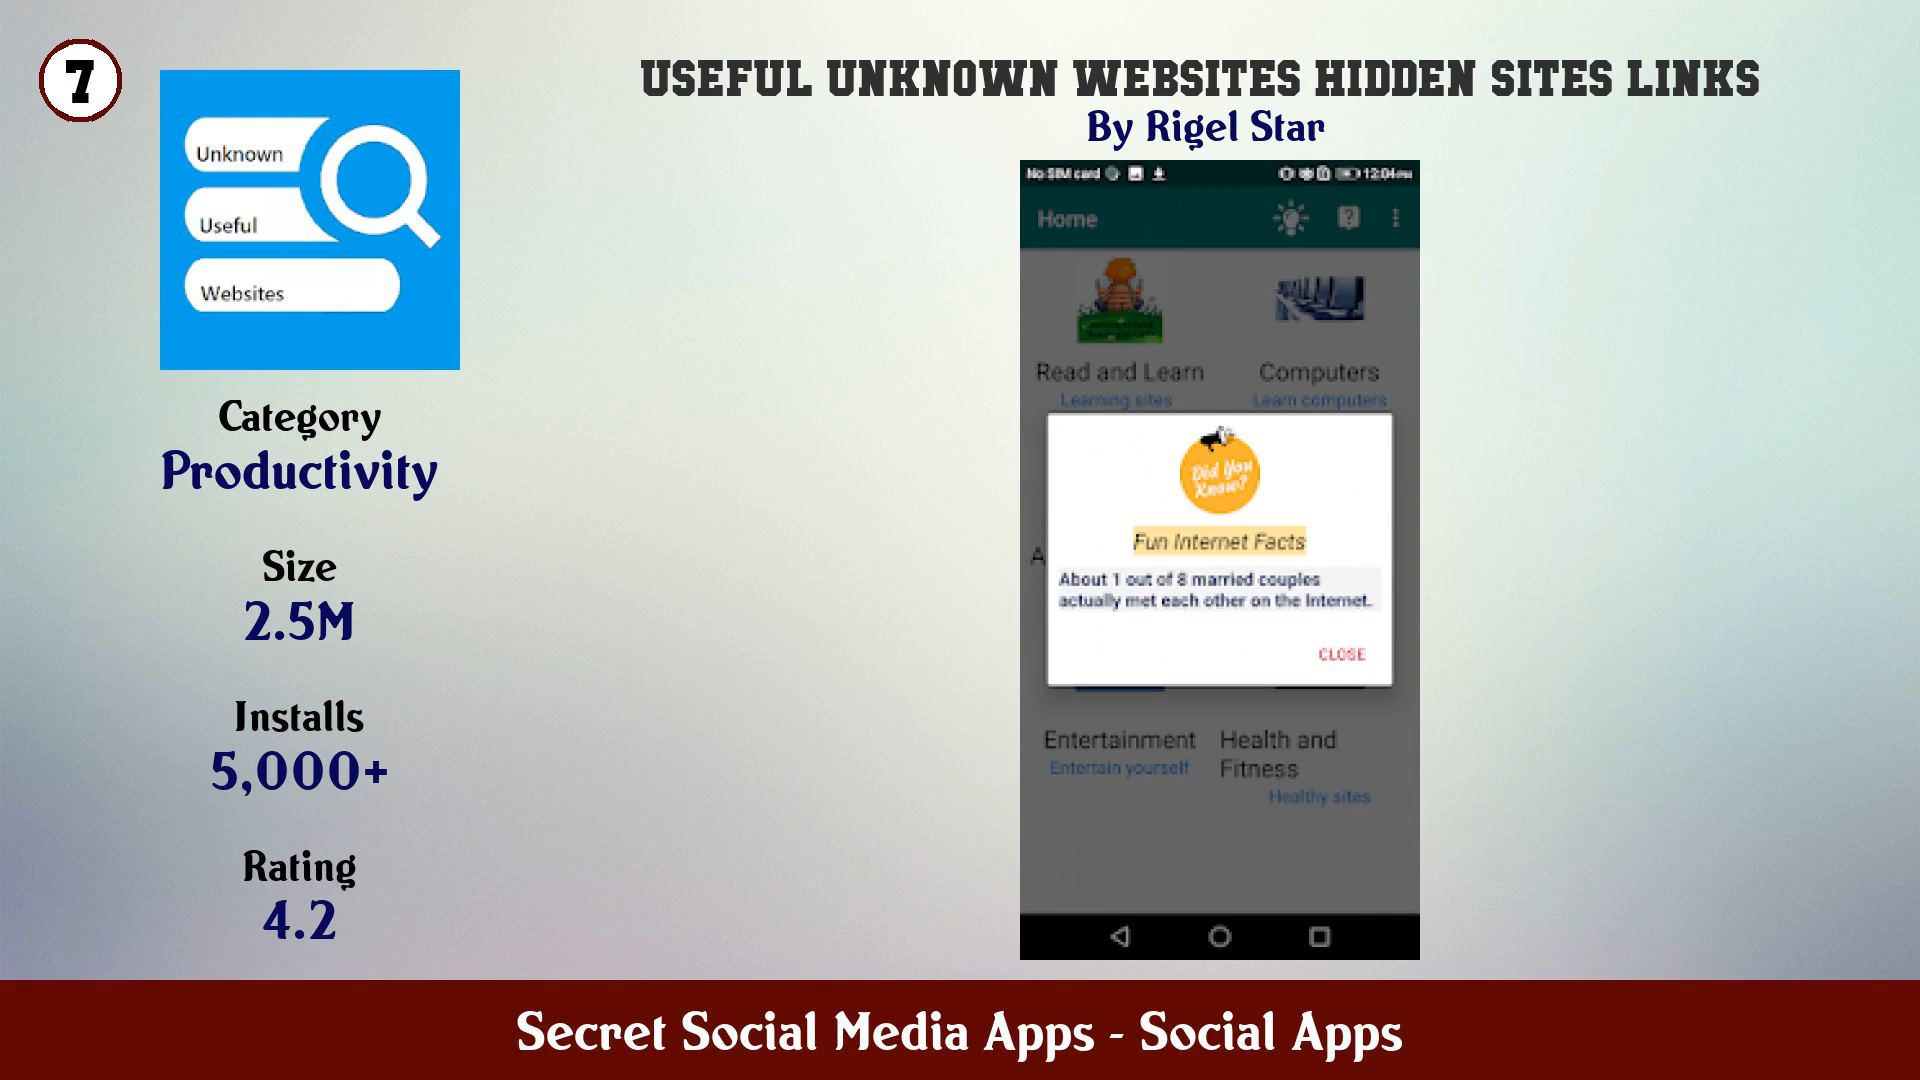 7
USEFUL UNKNOWN WEBSITES HIDDEN SITES LINKS
By Rigel Star
Unknown
Useful
Websites
Category
Productivity
Size
2.5M
Installs
5,000+
Rating
4.2
No SIM card 12:04PM
Home
Read and Learn
Learning sites
Computers
Learn computers
A
Did You
Know?
Fun Internet Facts
About 1 out of 8 married couples
actually met each other on the Internet.
CLOSE
Entertainment
Entertain yourself
Health and
Fitness
Healthy sites
Secret Social Media Apps - Social Apps